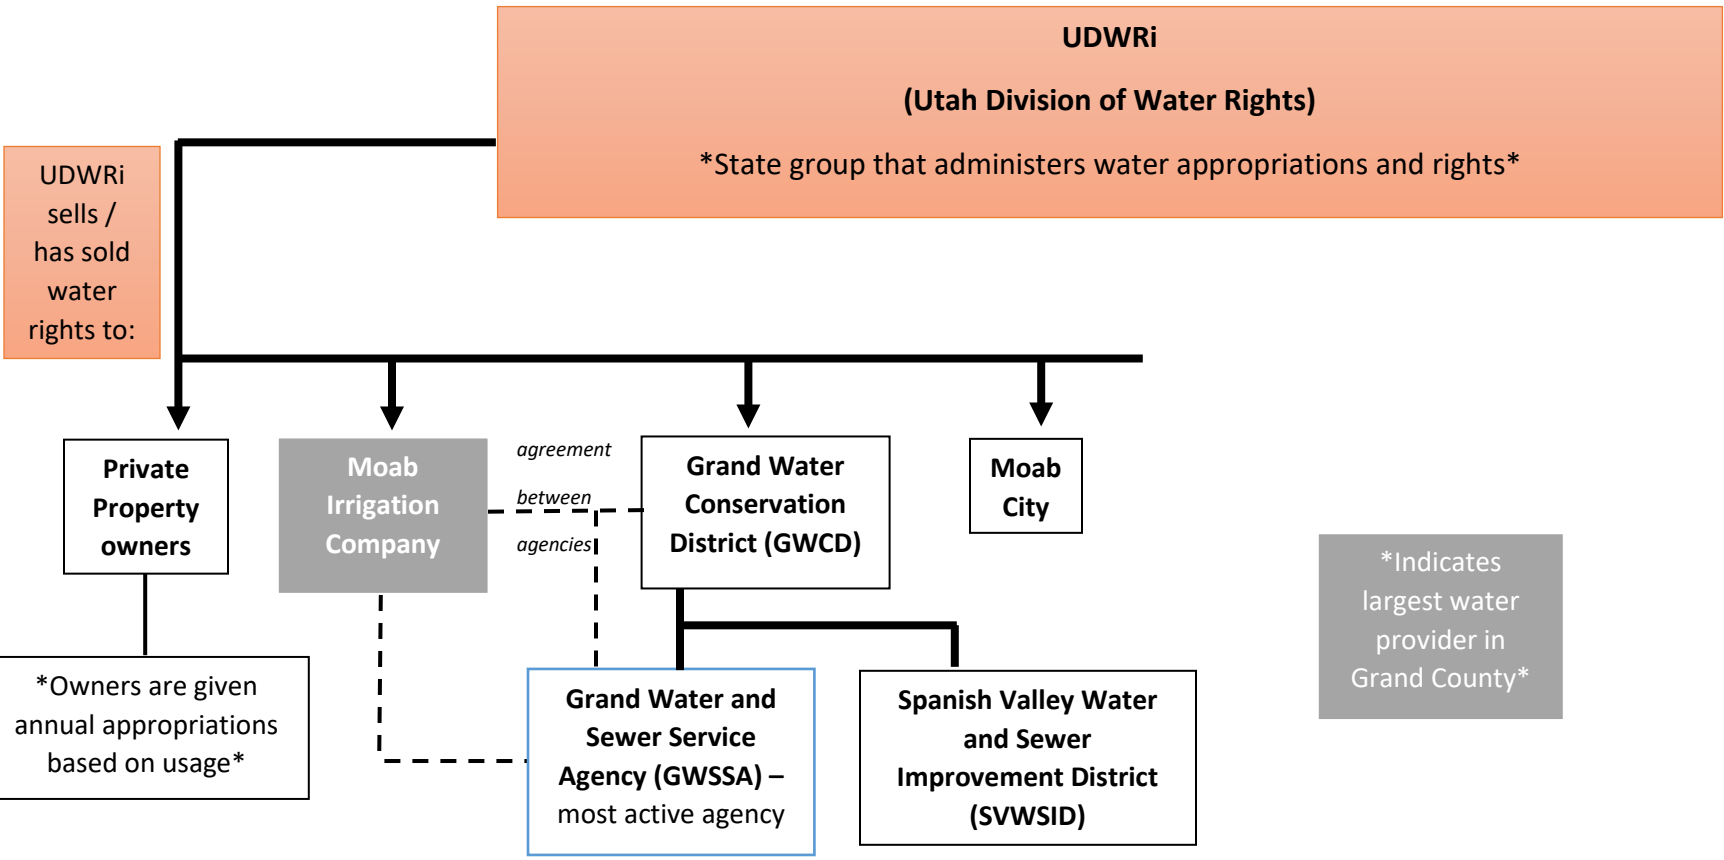 UDWRi
(Utah Division of Water Rights)
*State group that administers water appropriations and rights*
UDWRi
sells /
has sold
water
rights to:
Private
Property
owners
Moab
Irrigation
Company
agreement
between
agencies
Grand Water
Conservation
District (GWCD)
Moab
City
*Indicates
largest water
provider in
Grand County*
*Owners are given
annual appropriations
based on usage*
Grand Water and
Sewer Service
Agency (GWSSA) –
most active agency
Spanish Valley Water
and Sewer
Improvement District
(SVWSID)